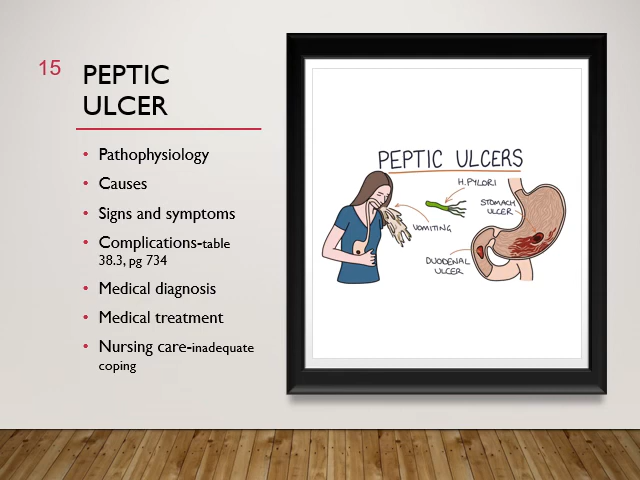 15
PEPTIC
ULCER
• Pathophysiology
• Causes
• Signs and symptoms
• Complications-table
38.3, pg 734
• Medical diagnosis
• Medical treatment
• Nursing care-inadequate
coping
PEPTIC ULCERS
H.PYLORI
STOMACH
ULCER
VOMITING
DUODENAL
ULCER